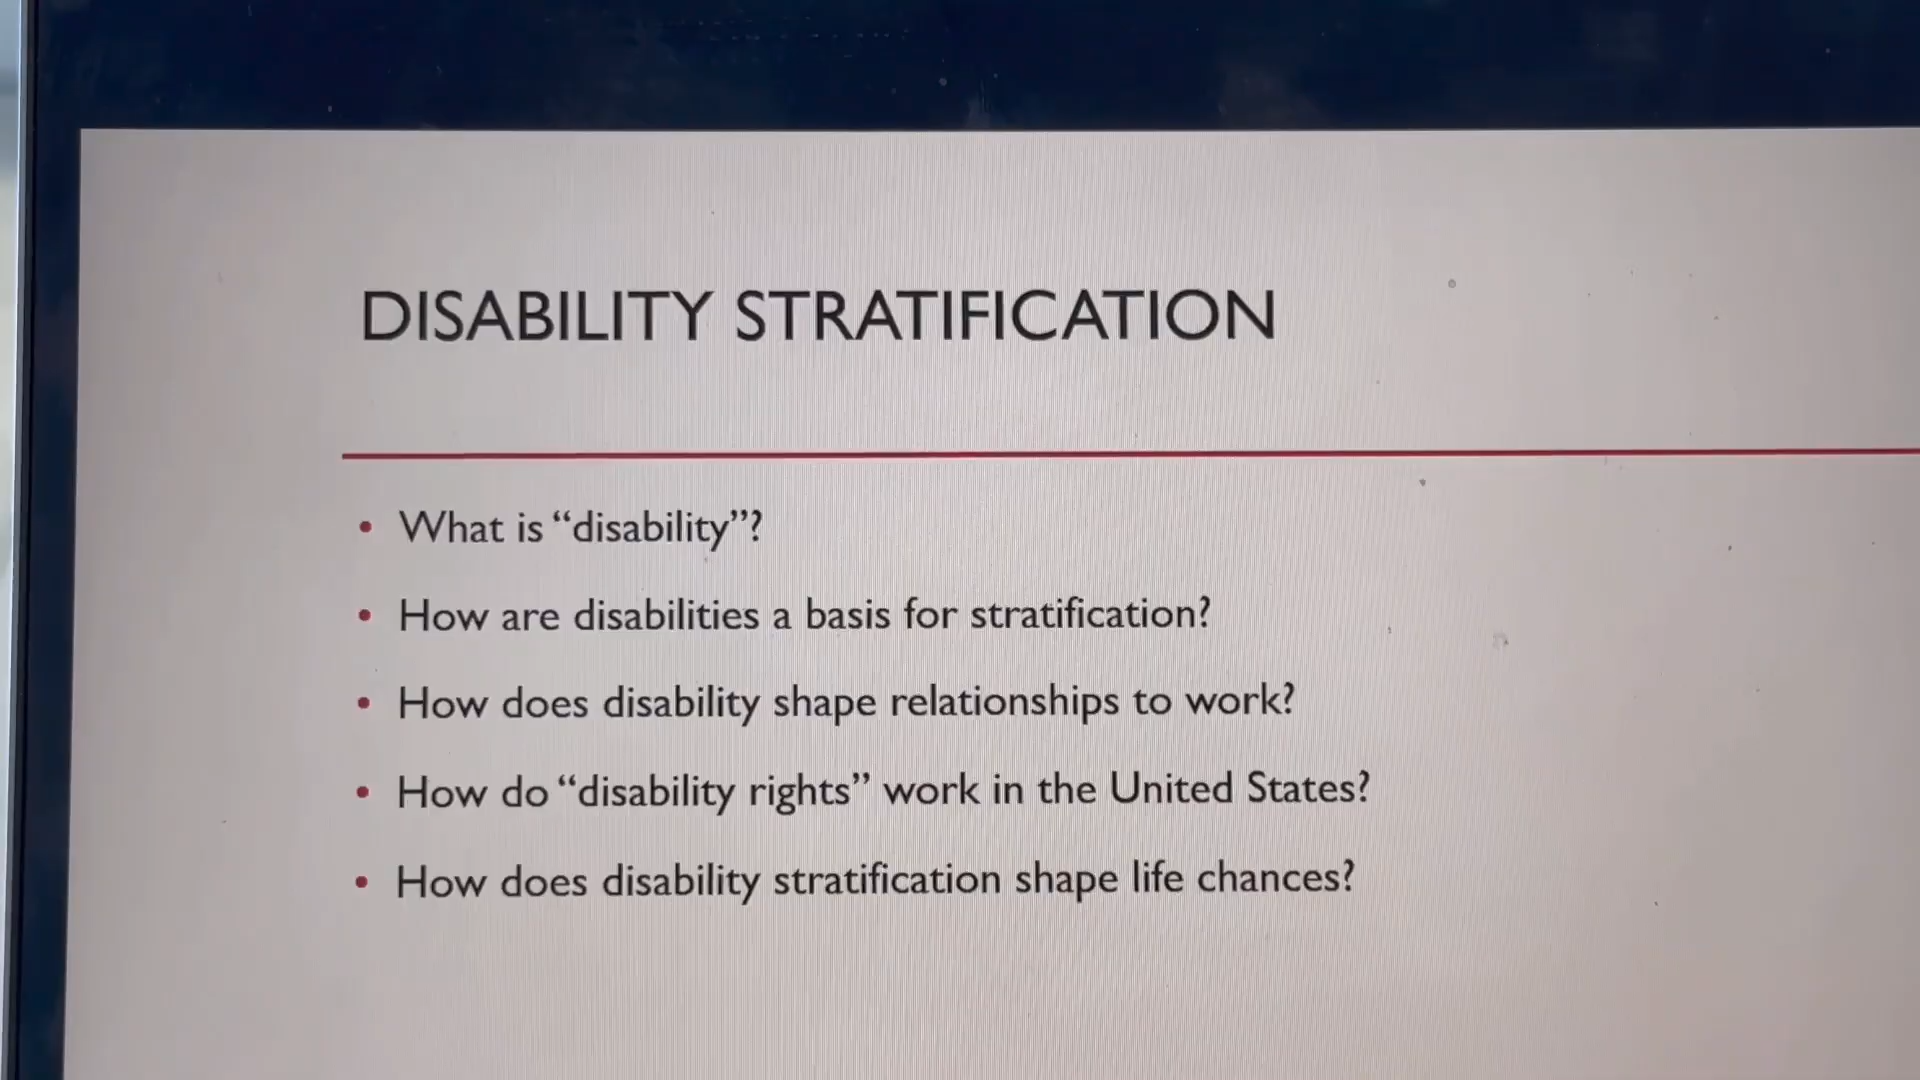 DISABILITY STRATIFICATION
• What is “disability”?
• How are disabilities a basis for stratification?
• How does disability shape relationships to work?
• How do “disability rights” work in the United States?
• How does disability stratification shape life chances?